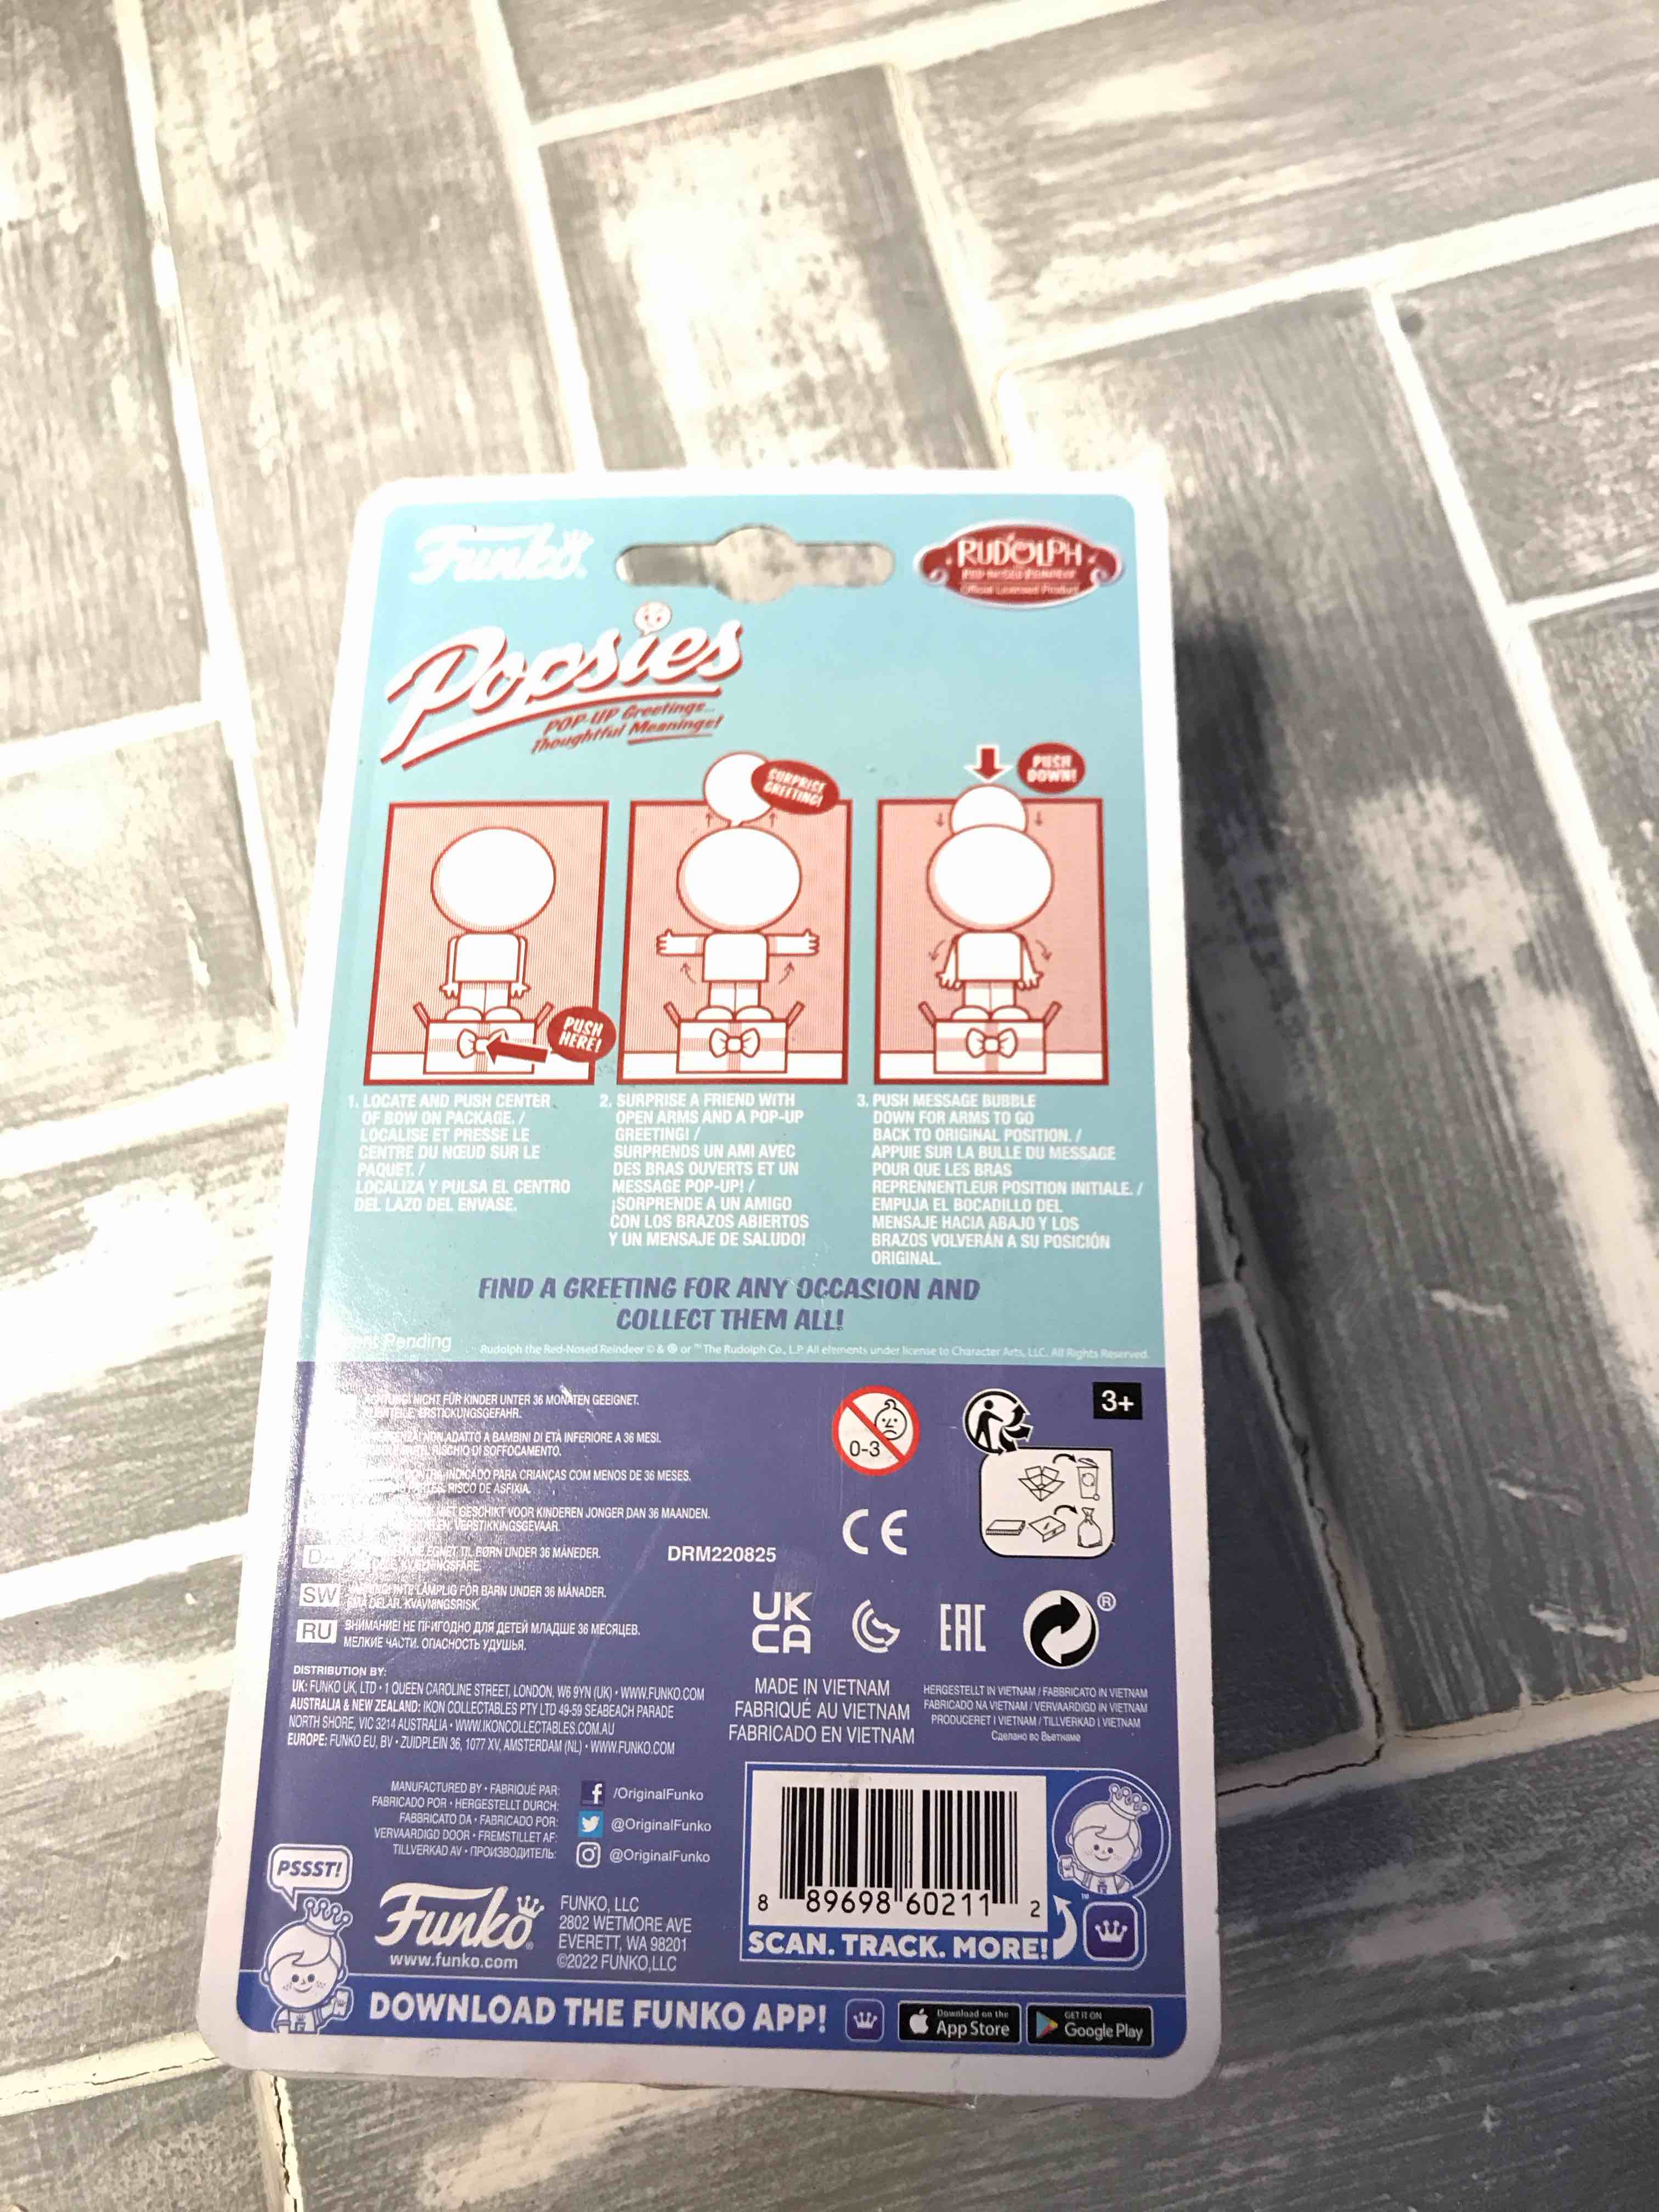 Funko®
RUDOLPH
RED-NOSED REINDEER
Official Licensed Product
Popsies
POP-UP Greetings...
Thoughtful Meanings!
SURPRISE
GREETING!
PUSH
DOWN!
PUSH
HERE!
1. LOCATE AND PUSH CENTER
OF BOW ON PACKAGE. /
LOCALISE ET PRESSE LE
CENTRE DU NŒUD SUR LE
PAQUET. /
LOCALIZA Y PULSA EL CENTRO
DEL LAZO DEL ENVASE.
2. SURPRISE A FRIEND WITH
OPEN ARMS AND A POP-UP
GREETING! /
SURPRENDS UN AMI AVEC
DES BRAS OUVERTS ET UN
MESSAGE POP-UP! /
¡SORPRENDE A UN AMIGO
CON LOS BRAZOS ABIERTOS
Y UN MENSAJE DE SALUDO!
3. PUSH MESSAGE BUBBLE
DOWN FOR ARMS TO GO
BACK TO ORIGINAL POSITION. /
APPUIE SUR LA BULLE DU MESSAGE
POUR QUE LES BRAS
REPRENNENTLEUR POSITION INITIALE. /
EMPUJA EL BOCADILLO DEL
MENSAJE HACIA ABAJO Y LOS
BRAZOS VOLVERÁN A SU POSICIÓN
ORIGINAL.
FIND A GREETING FOR ANY OCCASION AND
COLLECT THEM ALL!
Pending
Rudolph the Red-Nosed Reindeer © & ® or ™ The Rudolph Co., L.P. All elements under license to Character Arts, LLC. All Rights Reserved.
NICHT FÜR KINDER UNTER 36 MONATEN GEEIGNET.
ERSTICKUNGSGEFAHR.
NON ADATTO A BAMBINI DI ETÀ INFERIORE A 36 MESI.
RISCHIO DI SOFFOCAMENTO.
CONTRA-INDICADO PARA CRIANÇAS COM MENOS DE 36 MESES.
RISCO DE ASFIXIA.
NIET GESCHIKT VOOR KINDEREN JONGER DAN 36 MAANDEN.
VERSTIKKINGSGEVAAR.
EGNET TIL BØRN UNDER 36 MÅNEDER.
KVÆLNINGSFARE.
SW INTE LÄMPLIG FÖR BARN UNDER 36 MÅNADER.
SMÅ DELAR. KVÄVNINGSRISK.
RU ВНИМАНИЕ! НЕ ПРИГОДНО ДЛЯ ДЕТЕЙ МЛАДШЕ 36 МЕСЯЦЕВ.
МЕЛКИЕ ЧАСТИ. ОПАСНОСТЬ УДУШЬЯ.
0-3
3+
CE
DRM220825
UK
CA
EAC
®
DISTRIBUTION BY:
UK: FUNKO UK, LTD • 1 QUEEN CAROLINE STREET, LONDON, W6 9YN (UK) • WWW.FUNKO.COM
AUSTRALIA & NEW ZEALAND: IKON COLLECTABLES PTY LTD 49-59 SEABEACH PARADE
NORTH SHORE, VIC 3214 AUSTRALIA • WWW.IKONCOLLECTABLES.COM.AU
EUROPE: FUNKO EU, BV • ZUIDPLEIN 36, 1077 XV, AMSTERDAM (NL) • WWW.FUNKO.COM
MADE IN VIETNAM
FABRIQUÉ AU VIETNAM
FABRICADO EN VIETNAM
HERGESTELLT IN VIETNAM / FABBRICATO IN VIETNAM
FABRICADO NA VIETNAM / VERVAARDIGD IN VIETNAM
PRODUCERET I VIETNAM / TILLVERKAD I VIETNAM
Сделано во Вьетнаме
MANUFACTURED BY • FABRIQUÉ PAR:
FABRICADO POR • HERGESTELLT DURCH:
FABBRICATO DA • FABRICADO POR:
VERVAARDIGD DOOR • FREMSTILLET AF:
TILLVERKAD AV • ПРОИЗВОДИТЕЛЬ:
/OriginalFunko
@OriginalFunko
@OriginalFunko
PSSST!
Funko®
www.funko.com
FUNKO, LLC
2802 WETMORE AVE
EVERETT, WA 98201
©2022 FUNKO,LLC
8 89698 60211 2
™
SCAN. TRACK. MORE!
DOWNLOAD THE FUNKO APP!
Download on the
App Store
GET IT ON
Google Play